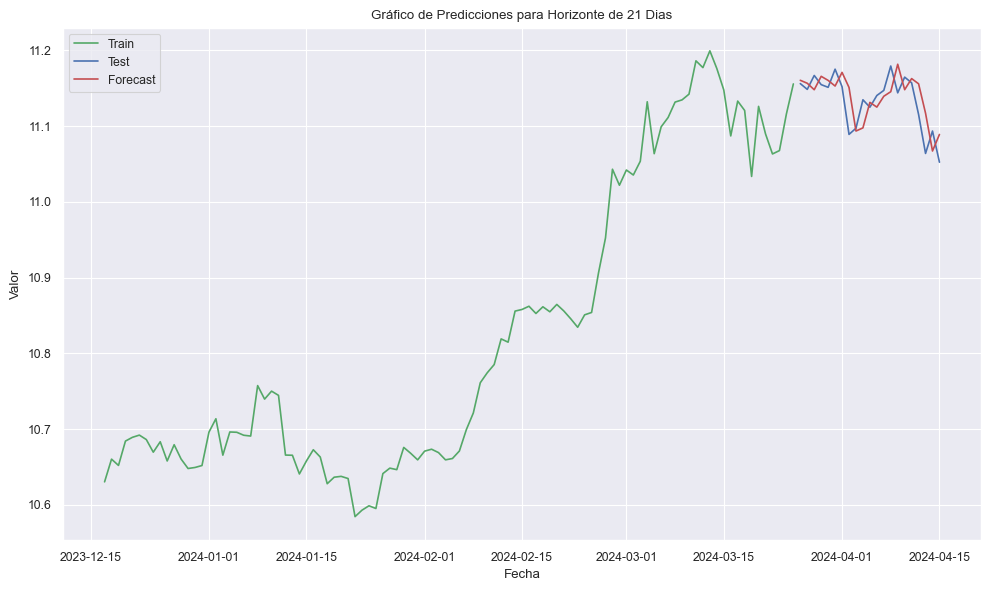 Gráfico de Predicciones para Horizonte de 21 Dias
Train
Test
Forecast
11.2
11.1
11.0
10.9
10.8
10.7
10.6
Valor
2023-12-15 2024-01-01 2024-01-15 2024-02-01 2024-02-15 2024-03-01 2024-03-15 2024-04-01 2024-04-15
Fecha